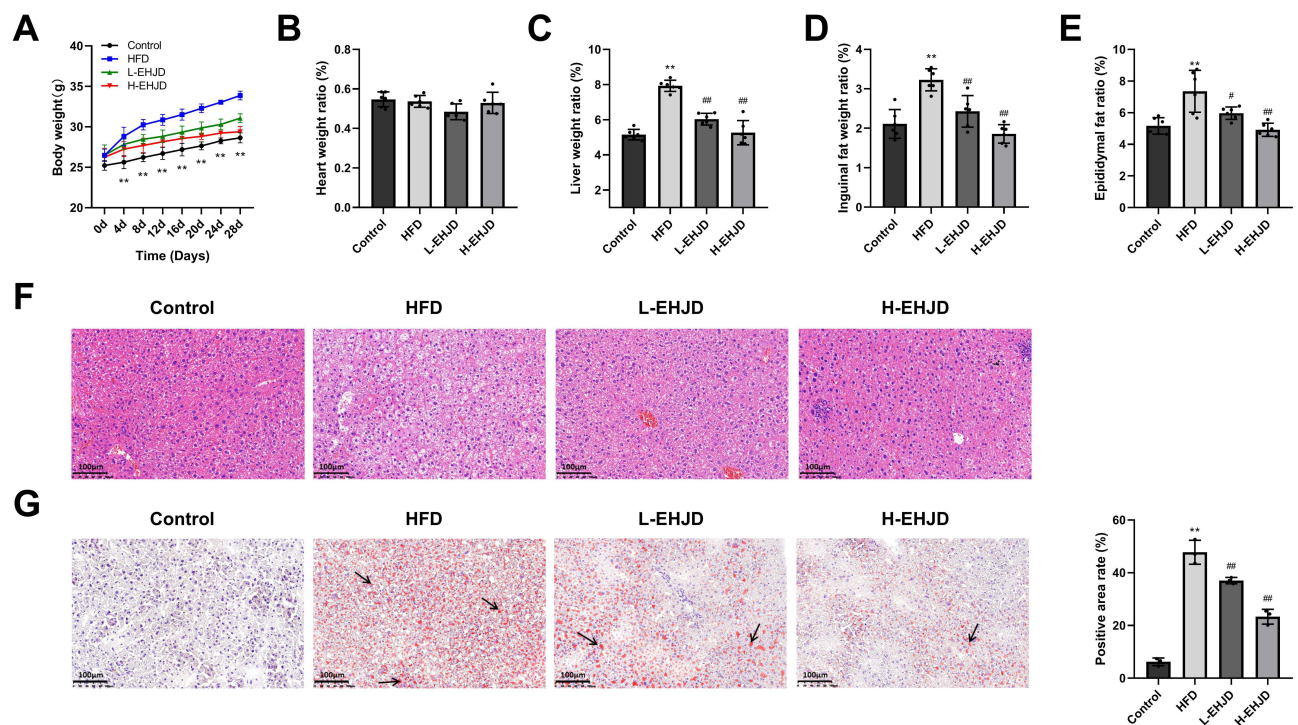 A
Body weight(g)
40
35
30
25
20
Control
HFD
L-EHJD
H-EHJD
** ** ** ** ** ** **
0d 4d 8d 12d 16d 20d 24d 28d
Time (Days)
B
Heart weight ratio (%)
0.8
0.6
0.4
0.2
0.0
Control HFD L-EHJD H-EHJD
C
Liver weight ratio (%)
10
8
6
4
2
** ## ##
Control HFD L-EHJD H-EHJD
D
Inguinal fat weight ratio (%)
4
3
2
1
0
** ## ##
Control HFD L-EHJD H-EHJD
E
Epididymal fat ratio (%)
10
8
6
4
2
0
** # ##
Control HFD L-EHJD H-EHJD
F
Control HFD L-EHJD H-EHJD
100μm 100μm 100μm 100μm
G
Control HFD L-EHJD H-EHJD
100μm 100μm 100μm 100μm
Positive area rate (%)
60
40
20
0
** ## ##
Control HFD L-EHJD H-EHJD